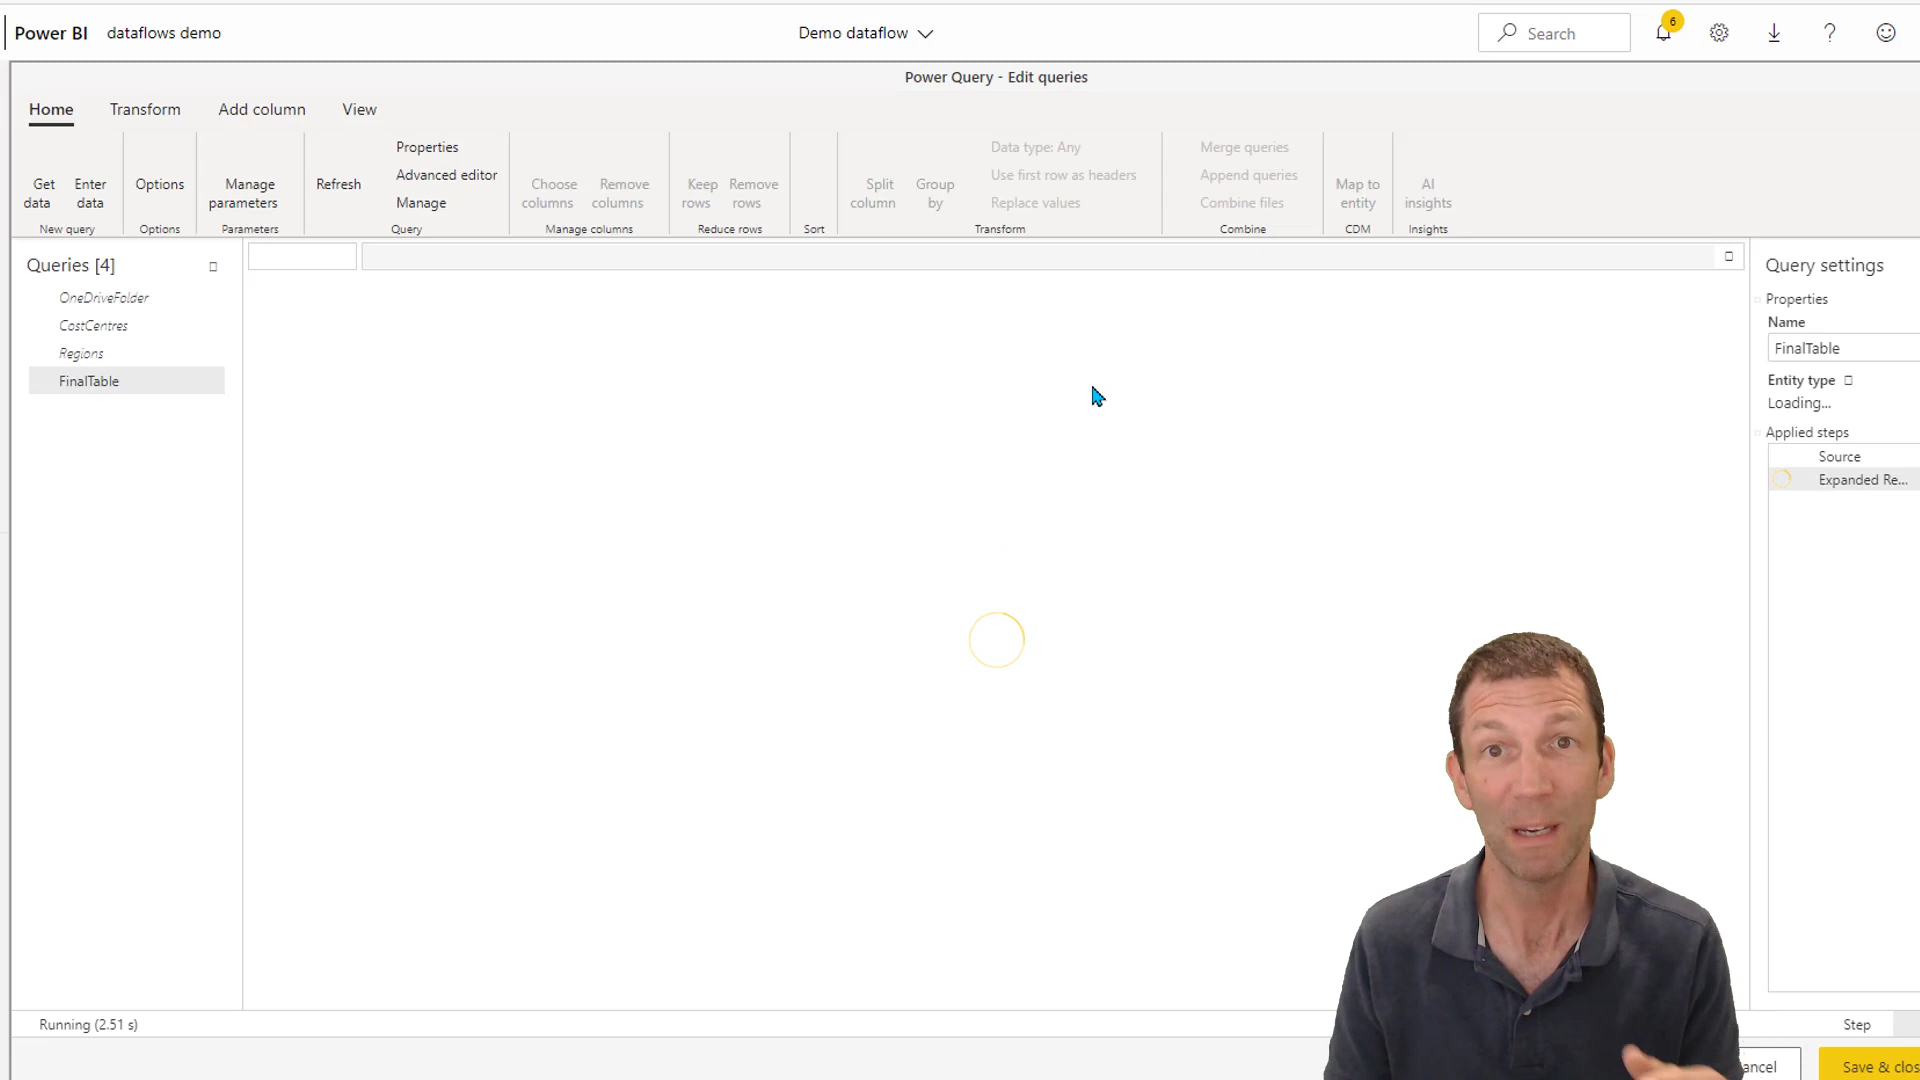 Power BI dataflows demo Demo dataflow Search 6
Power Query - Edit queries
Home Transform Add column View
Get data
Enter data
New query
Options
Options
Manage parameters
Parameters
Refresh
Properties
Advanced editor
Manage
Query
Choose columns
Remove columns
Manage columns
Keep rows
Remove rows
Reduce rows
Sort
Split column
Group by
Data type: Any
Use first row as headers
Replace values
Transform
Merge queries
Append queries
Combine files
Combine
Map to entity
CDM
AI insights
Insights
Queries [4]
OneDriveFolder
CostCentres
Regions
FinalTable
Query settings
Properties
Name
FinalTable
Entity type
Loading...
Applied steps
Source
Expanded Re...
Running (2.51 s)
Step
ancel
Save & clos